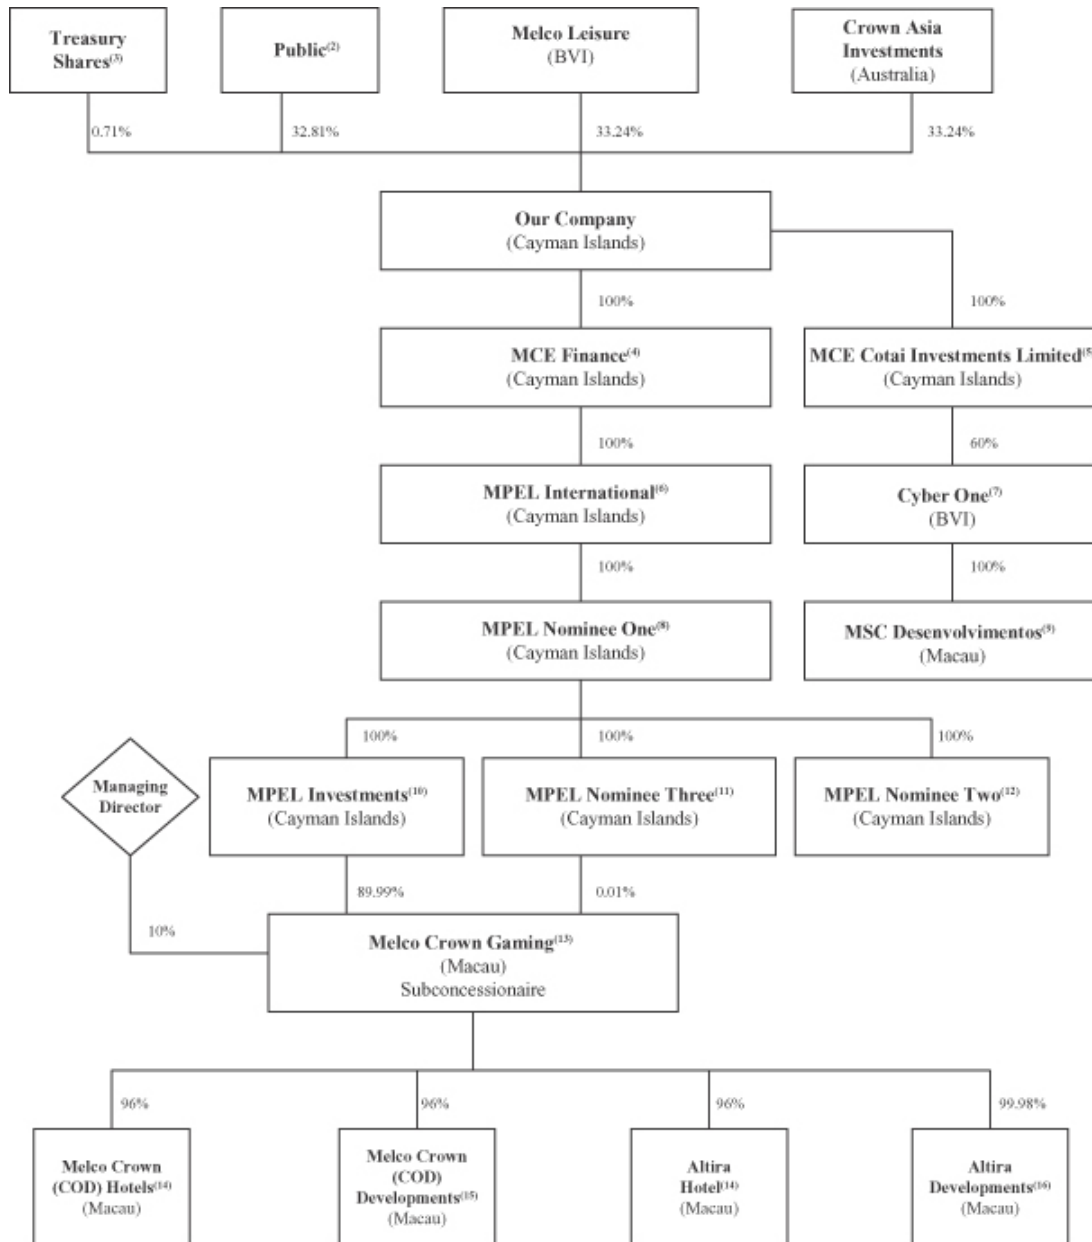 Treasury
Shares(3)
Public(2)
Melco Leisure
(BVI)
Crown Asia
Investments
(Australia)
0.71%
32.81%
33.24%
33.24%
Our Company
(Cayman Islands)
100%
100%
MCE Finance(4)
(Cayman Islands)
MCE Cotai Investments Limited(5)
(Cayman Islands)
100%
60%
MPEL International(6)
(Cayman Islands)
Cyber One(7)
(BVI)
100%
100%
MPEL Nominee One(8)
(Cayman Islands)
MSC Desenvolvimentos(9)
(Macau)
100%
100%
100%
Managing
Director
MPEL Investments(10)
(Cayman Islands)
MPEL Nominee Three(11)
(Cayman Islands)
MPEL Nominee Two(12)
(Cayman Islands)
89.99%
0.01%
10%
Melco Crown Gaming(13)
(Macau)
Subconcessionaire
96%
96%
96%
99.98%
Melco Crown
(COD) Hotels(14)
(Macau)
Melco Crown
(COD)
Developments(15)
(Macau)
Altira
Hotel(14)
(Macau)
Altira
Developments(16)
(Macau)